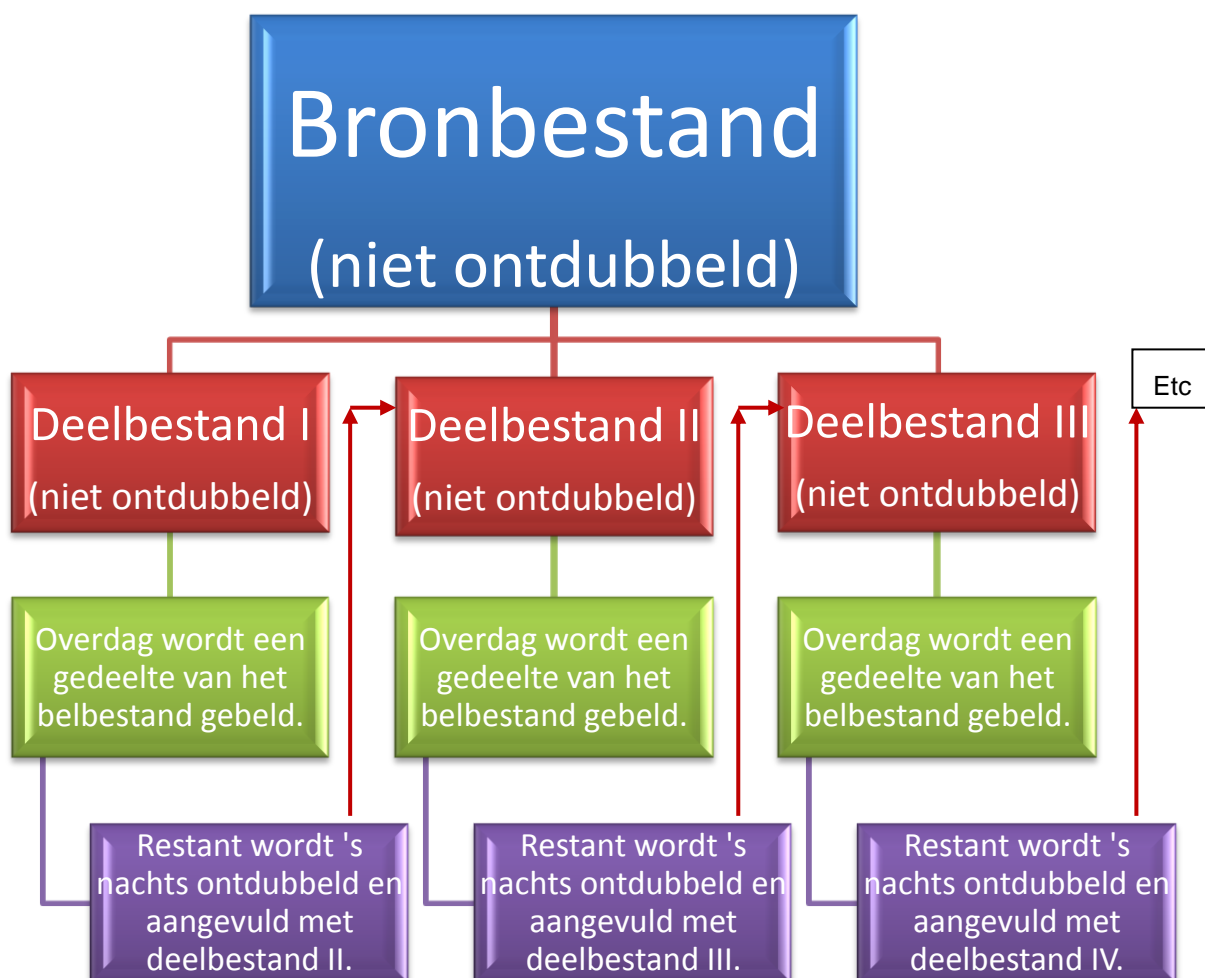 Bronbestand
(niet ontdubbeld)
Deelbestand I
(niet ontdubbeld)
Deelbestand II
(niet ontdubbeld)
Deelbestand III
(niet ontdubbeld)
Etc
Overdag wordt een
gedeelte van het
belbestand gebeld.
Overdag wordt een
gedeelte van het
belbestand gebeld.
Overdag wordt een
gedeelte van het
belbestand gebeld.
Restant wordt 's
nachts ontdubbeld en
aangevuld met
deelbestand II.
Restant wordt 's
nachts ontdubbeld en
aangevuld met
deelbestand III.
Restant wordt 's
nachts ontdubbeld en
aangevuld met
deelbestand IV.